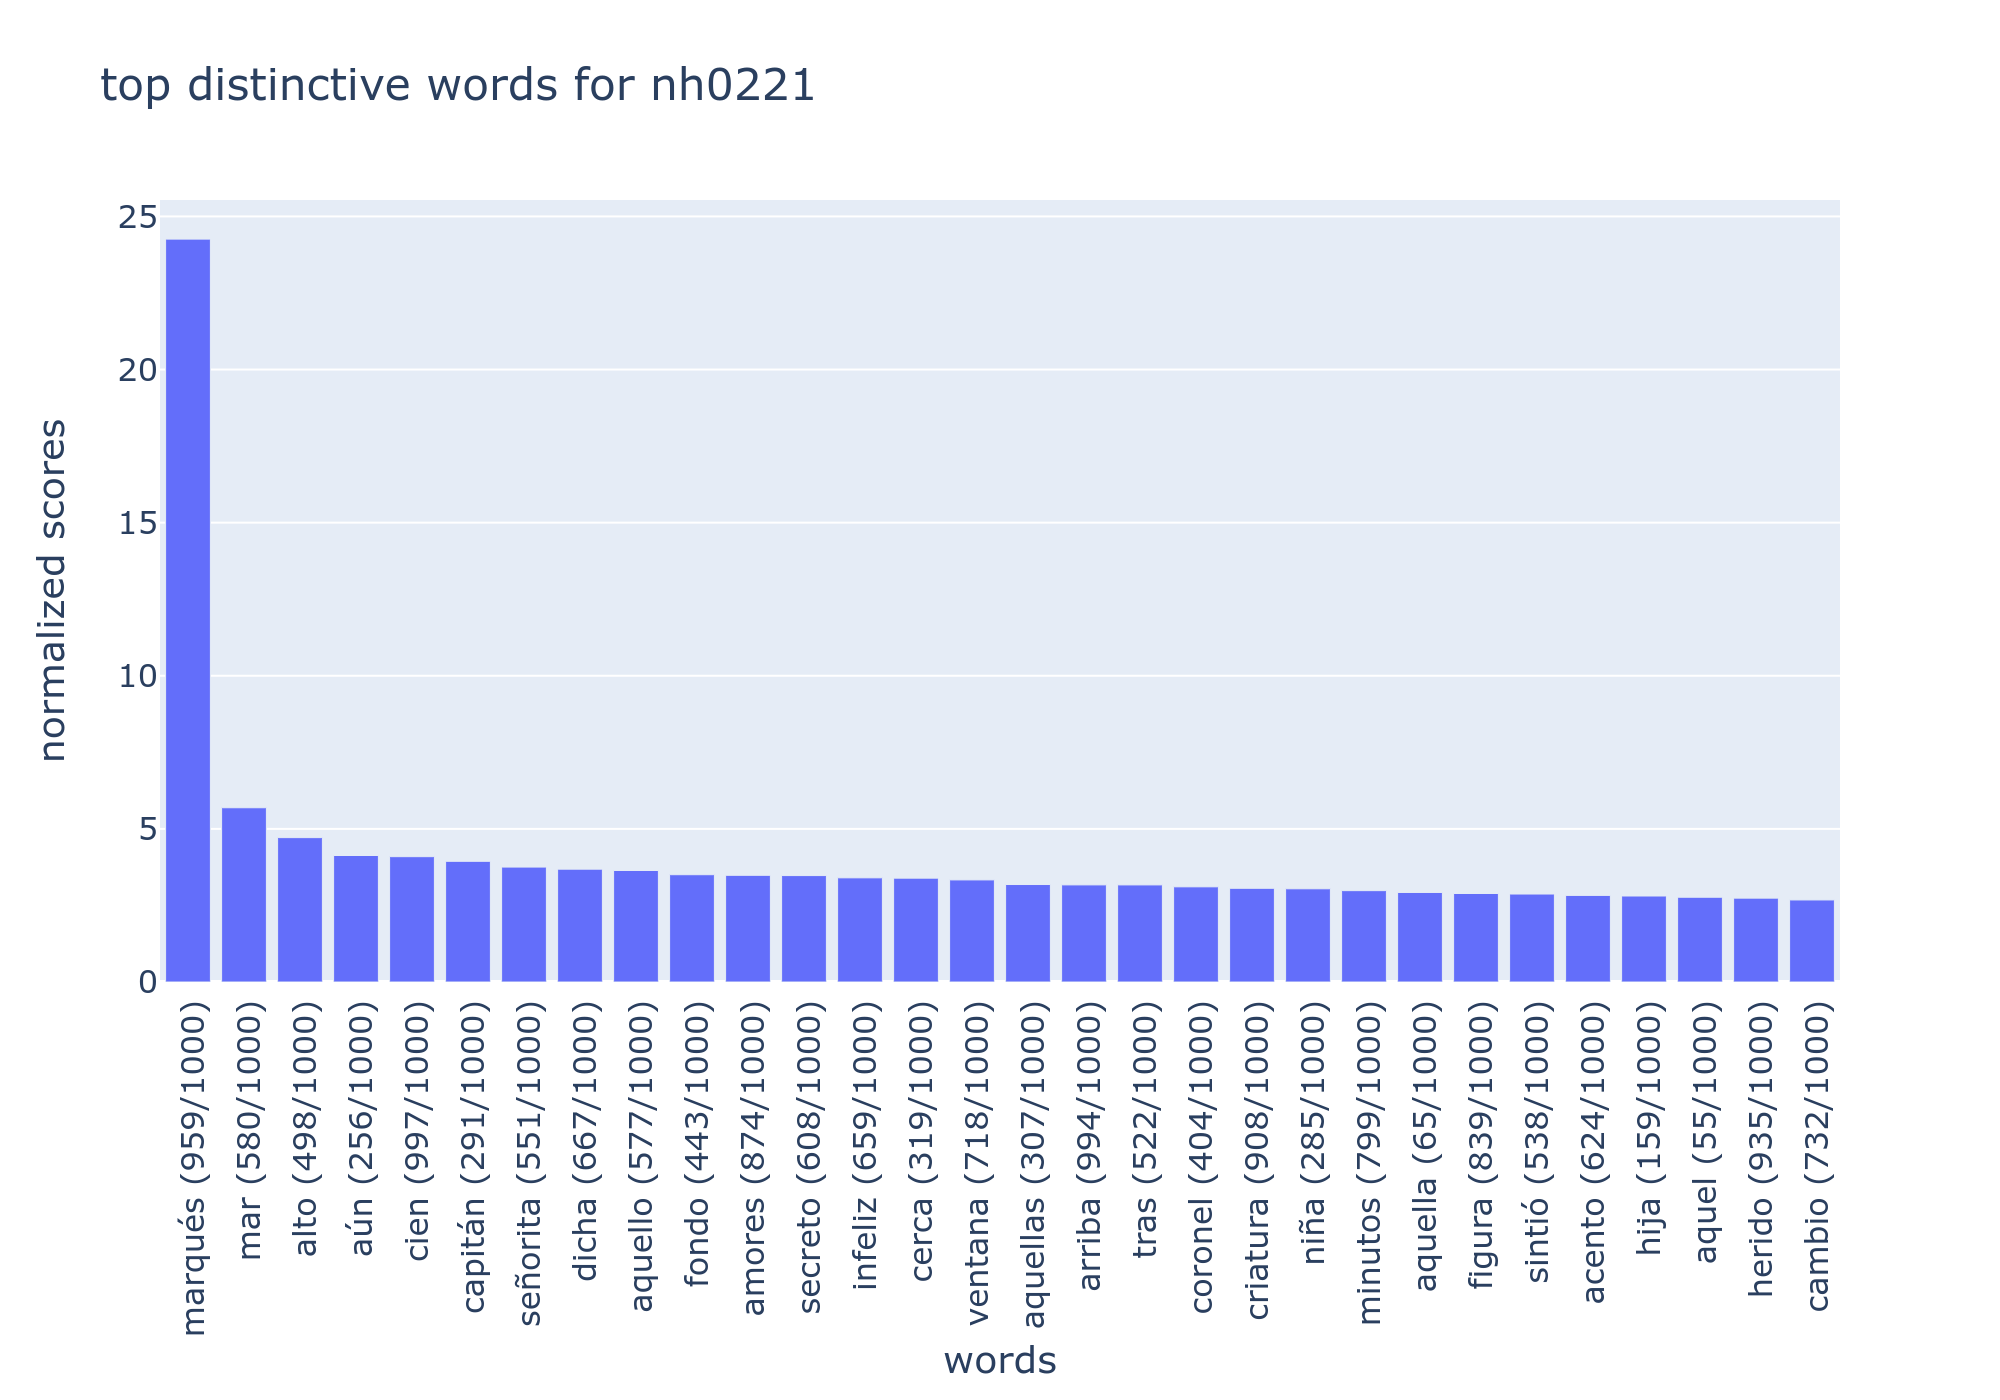 top distinctive words for nh0221
normalized scores
25
20
15
10
5
0
marqués (959/1000)
mar (580/1000)
alto (498/1000)
aún (256/1000)
cien (997/1000)
capitán (291/1000)
señorita (551/1000)
dicha (667/1000)
aquello (577/1000)
fondo (443/1000)
amores (874/1000)
secreto (608/1000)
infeliz (659/1000)
cerca (319/1000)
ventana (718/1000)
aquellas (307/1000)
arriba (994/1000)
tras (522/1000)
coronel (404/1000)
criatura (908/1000)
niña (285/1000)
minutos (799/1000)
aquella (65/1000)
figura (839/1000)
sintió (538/1000)
acento (624/1000)
hija (159/1000)
aquel (55/1000)
herido (935/1000)
cambio (732/1000)
words